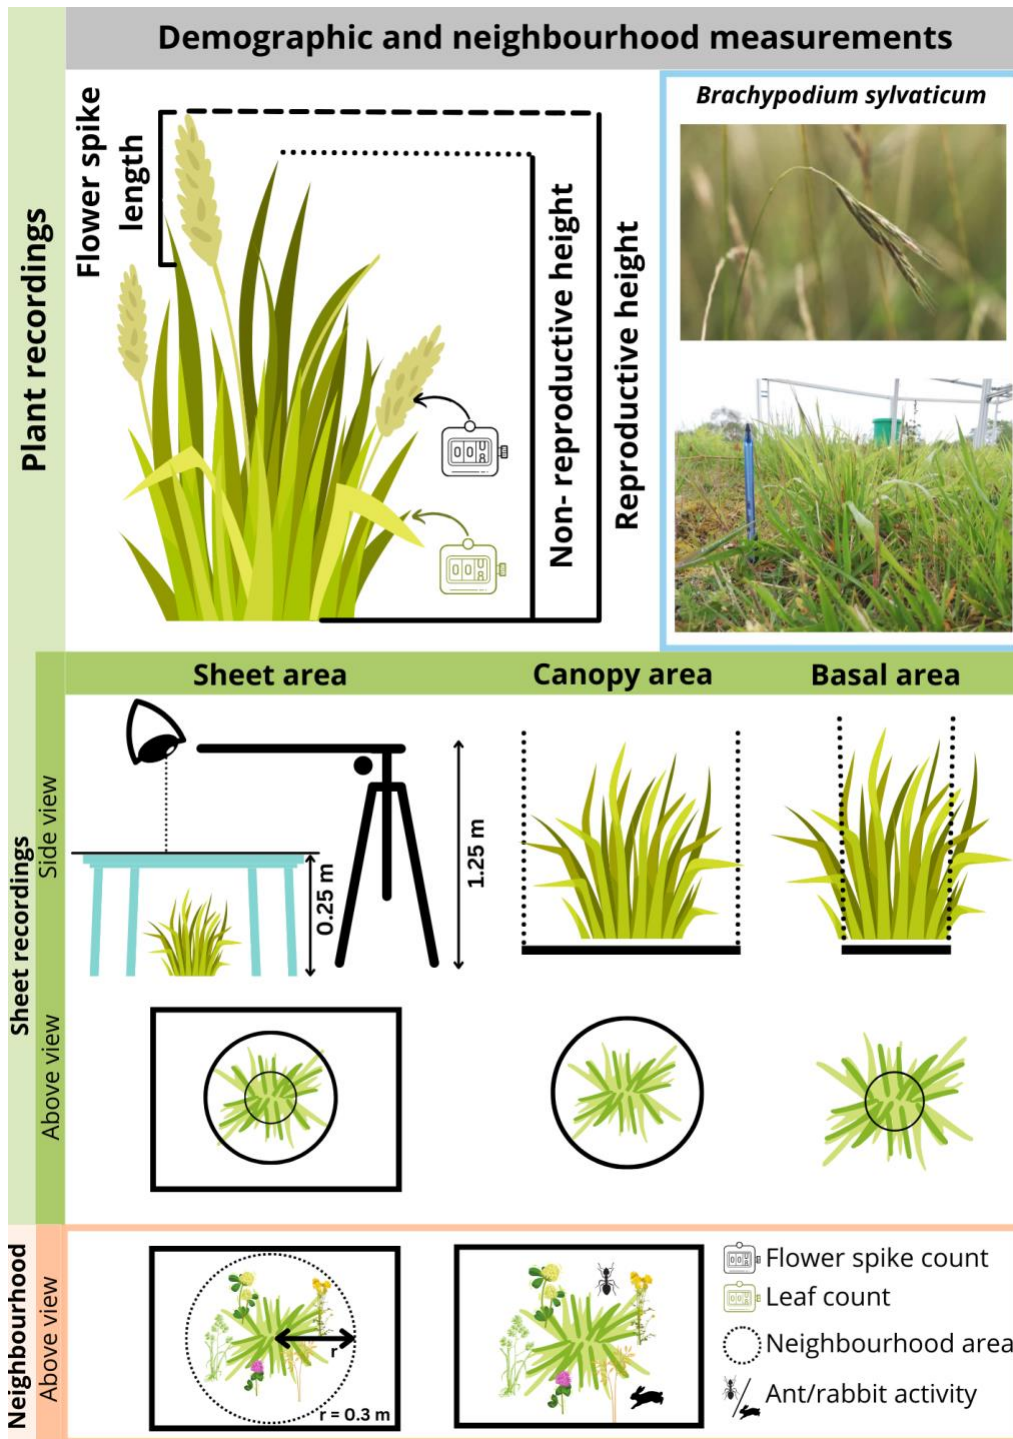 Demographic and neighbourhood measurements
Plant recordings
Flower spike
length
Non- reproductive height
Reproductive height
Brachypodium sylvaticum
Sheet recordings
Side view
Above view
Sheet area
Canopy area
Basal area
0.25 m
1.25 m
Neighbourhood
Above view
r
r = 0.3 m
Flower spike count
Leaf count
Neighbourhood area
Ant/rabbit activity